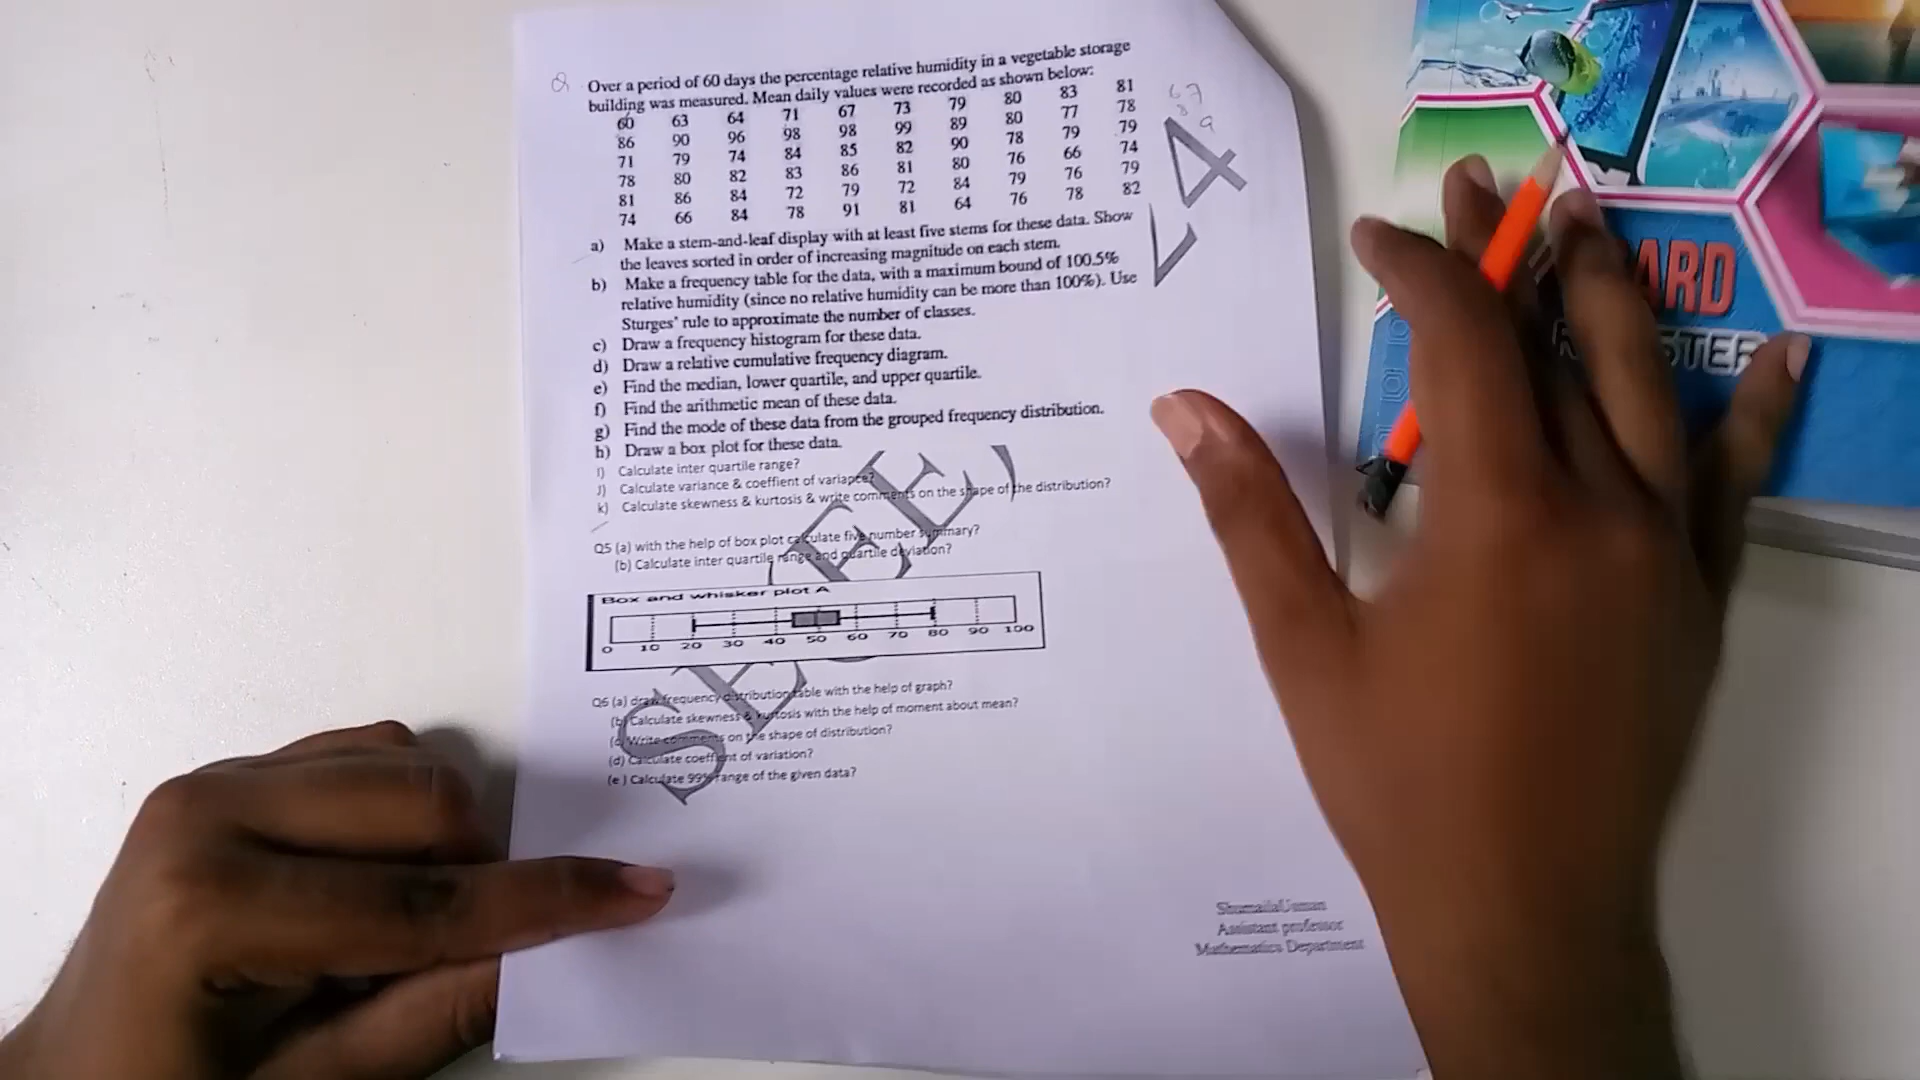 Q Over a period of 60 days the percentage relative humidity in a vegetable storage
building was measured. Mean daily values were recorded as shown below:
60 63 64 71 67 73 79 80 83 81
86 90 96 98 98 99 89 80 77 78
71 79 74 84 85 82 90 78 79 79
78 80 82 83 86 81 80 76 66 74
81 86 84 72 79 72 84 79 76 79
74 66 84 78 91 81 64 76 78 82
67
8
9
a) Make a stem-and-leaf display with at least five stems for these data. Show
the leaves sorted in order of increasing magnitude on each stem.
b) Make a frequency table for the data, with a maximum bound of 100.5%
relative humidity (since no relative humidity can be more than 100%). Use
Sturges' rule to approximate the number of classes.
c) Draw a frequency histogram for these data.
d) Draw a relative cumulative frequency diagram.
e) Find the median, lower quartile, and upper quartile.
f) Find the arithmetic mean of these data.
g) Find the mode of these data from the grouped frequency distribution.
h) Draw a box plot for these data.
I) Calculate inter quartile range?
J) Calculate variance & coeffient of variance?
k) Calculate skewness & kurtosis & write comments on the shape of the distribution?
Q5 (a) with the help of box plot calculate five number summary?
(b) Calculate inter quartile range and quartile deviation?
Box and whisker plot A
0 10 20 30 40 50 60 70 80 90 100
Q6 (a) draw frequency distribution table with the help of graph?
(b) Calculate skewness & kurtosis with the help of moment about mean?
(c) Write comments on the shape of distribution?
(d) Calculate coeffient of variation?
(e ) Calculate 99% range of the given data?
ShumailaUsman
Assistant professor
Mathematics Department
ARD